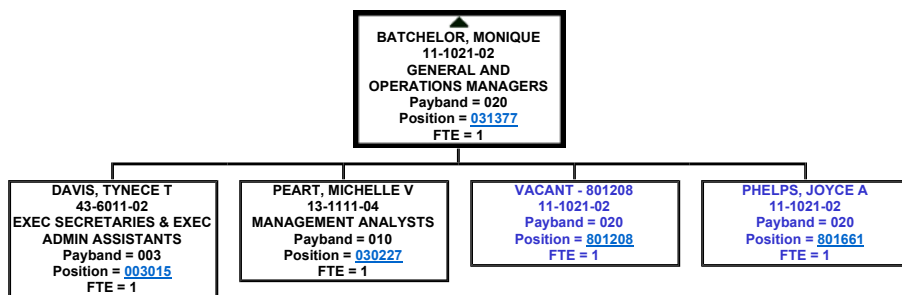 BATCHELOR, MONIQUE
11-1021-02
GENERAL AND
OPERATIONS MANAGERS
Payband = 020
Position = 031377
FTE = 1
DAVIS, TYNECE T
43-6011-02
EXEC SECRETARIES & EXEC
ADMIN ASSISTANTS
Payband = 003
Position = 003015
FTE = 1
PEART, MICHELLE V
13-1111-04
MANAGEMENT ANALYSTS
Payband = 010
Position = 030227
FTE = 1
VACANT - 801208
11-1021-02
Payband = 020
Position = 801208
FTE = 1
PHELPS, JOYCE A
11-1021-02
Payband = 020
Position = 801661
FTE = 1